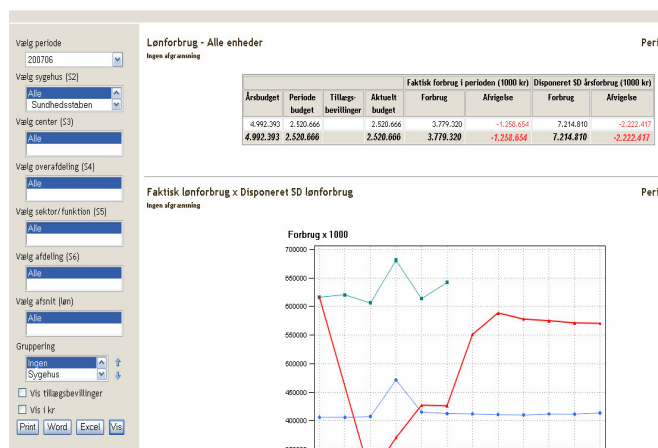 Vælg periode
200706
Vælg sygehus (S2)
Alle
Sundhedsstaben
Vælg center (S3)
Alle
Vælg overafdeling (S4)
Alle
Vælg sektor/funktion (S5)
Alle
Vælg afdeling (S6)
Alle
Vælg afsnit (løn)
Alle
Gruppering
Ingen
Sygehus
Vis tillægsbevillinger
Vis i kr
Print Word Excel Vis
Lønforbrug - Alle enheder
Peri
Ingen afgrænsning
Faktisk forbrug i perioden (1000 kr) Disponeret SD årsforbrug (1000 kr)
Årsbudget Periode budget Tillægs- bevillinger Aktuelt budget Forbrug Afvigelse Forbrug Afvigelse
4.992.393 2.520.666 2.520.666 3.779.320 -1.258.654 7.214.810 -2.222.417
4.992.393 2.520.666 2.520.666 3.779.320 -1.258.654 7.214.810 -2.222.417
Faktisk lønforbrug x Disponeret SD lønforbrug
Peri
Ingen afgrænsning
Forbrug x 1000
700000
650000
600000
550000
500000
450000
400000